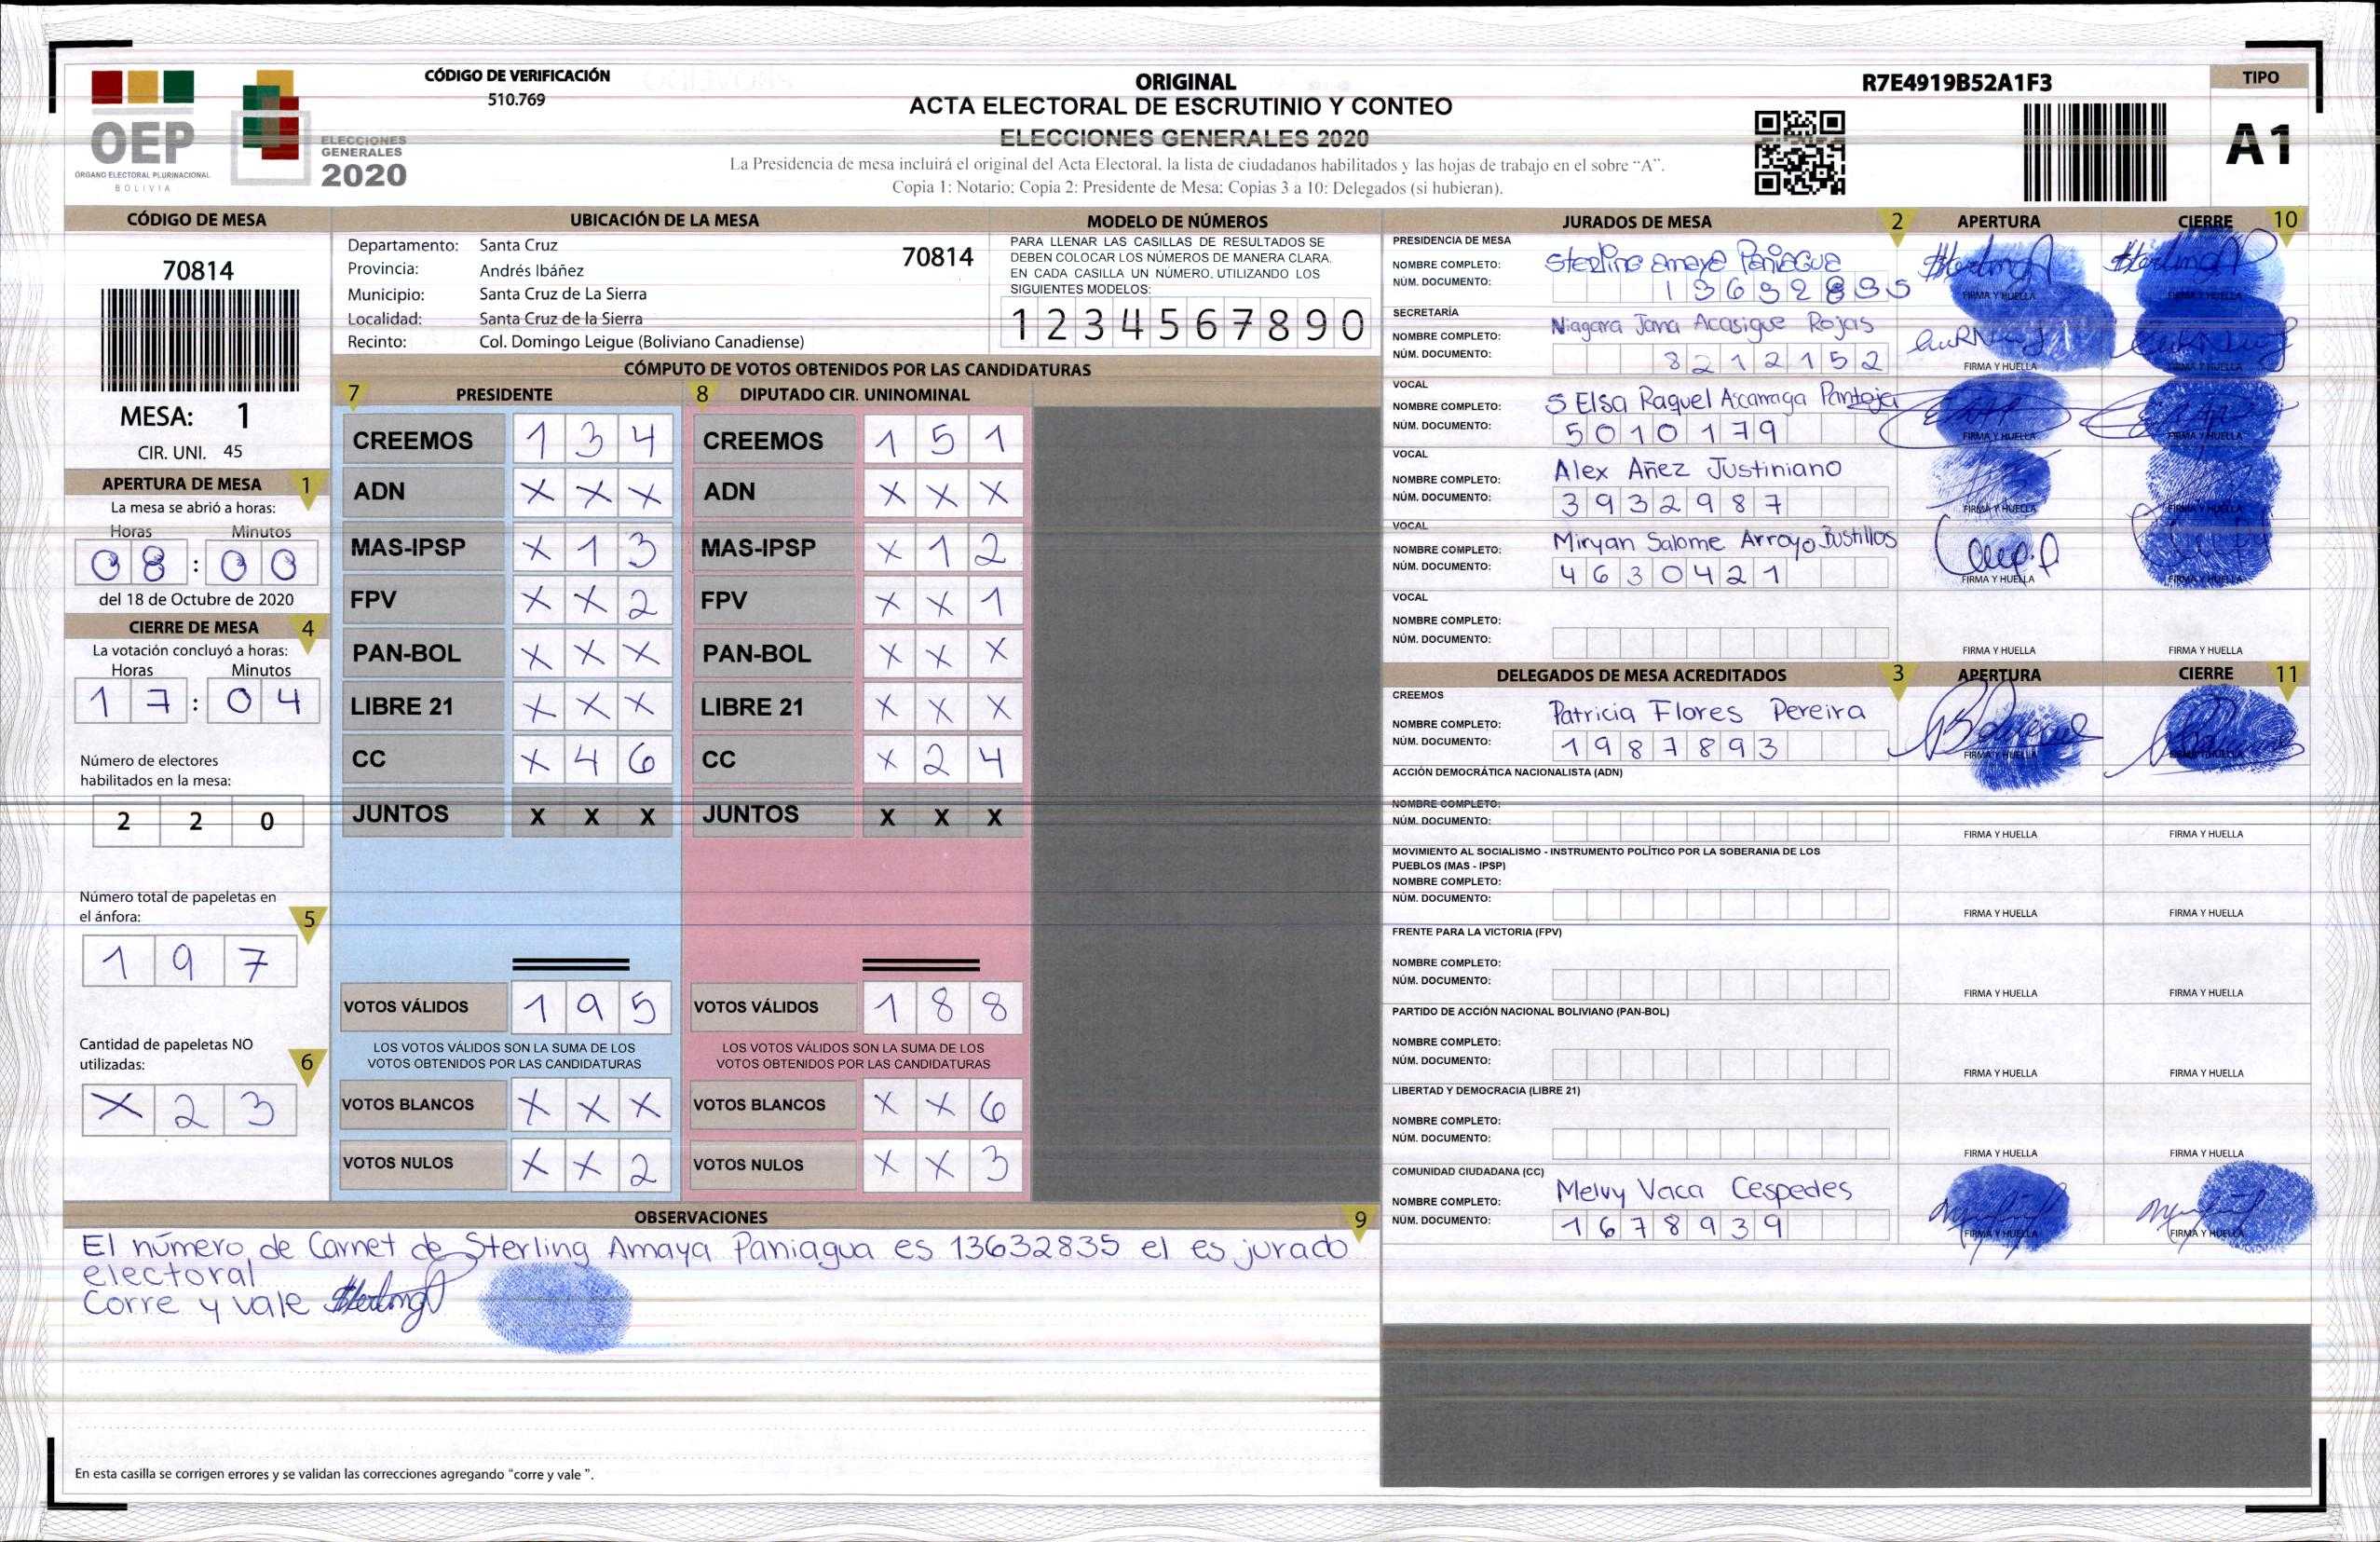 OEP
ÓRGANO ELECTORAL PLURINACIONAL
BOLIVIA
ELECCIONES
GENERALES
2020
CÓDIGO DE VERIFICACIÓN
510.769
ORIGINAL
ACTA ELECTORAL DE ESCRUTINIO Y CONTEO
ELECCIONES GENERALES 2020
La Presidencia de mesa incluirá el original del Acta Electoral, la lista de ciudadanos habilitados y las hojas de trabajo en el sobre “A”.
Copia 1: Notario; Copia 2: Presidente de Mesa; Copias 3 a 10: Delegados (si hubieran).
R7E4919B52A1F3
TIPO
A1
CÓDIGO DE MESA
70814
MESA: 1
CIR. UNI. 45
APERTURA DE MESA 1
La mesa se abrió a horas:
Horas Minutos
08:00
del 18 de Octubre de 2020
CIERRE DE MESA 4
La votación concluyó a horas:
Horas Minutos
17:04
Número de electores
habilitados en la mesa:
2 2 0
Número total de papeletas en
el ánfora: 5
1 9 7
Cantidad de papeletas NO
utilizadas: 6
X 2 3
UBICACIÓN DE LA MESA
Departamento: Santa Cruz 70814
Provincia: Andrés Ibáñez
Municipio: Santa Cruz de La Sierra
Localidad: Santa Cruz de la Sierra
Recinto: Col. Domingo Leigue (Boliviano Canadiense)
MODELO DE NÚMEROS
PARA LLENAR LAS CASILLAS DE RESULTADOS SE
DEBEN COLOCAR LOS NÚMEROS DE MANERA CLARA.
EN CADA CASILLA UN NÚMERO, UTILIZANDO LOS
SIGUIENTES MODELOS:
1 2 3 4 5 6 7 8 9 0
CÓMPUTO DE VOTOS OBTENIDOS POR LAS CANDIDATURAS
7 PRESIDENTE
CREEMOS 1 3 4
ADN X X X
MAS-IPSP X 1 3
FPV X X 2
PAN-BOL X X X
LIBRE 21 X X X
CC X 4 6
JUNTOS X X X
VOTOS VÁLIDOS 1 9 5
LOS VOTOS VÁLIDOS SON LA SUMA DE LOS
VOTOS OBTENIDOS POR LAS CANDIDATURAS
VOTOS BLANCOS X X X
VOTOS NULOS X X 2
8 DIPUTADO CIR. UNINOMINAL
CREEMOS 1 5 1
ADN X X X
MAS-IPSP X 1 2
FPV X X 1
PAN-BOL X X X
LIBRE 21 X X X
CC X 2 4
JUNTOS X X X
VOTOS VÁLIDOS 1 8 8
LOS VOTOS VÁLIDOS SON LA SUMA DE LOS
VOTOS OBTENIDOS POR LAS CANDIDATURAS
VOTOS BLANCOS X X 6
VOTOS NULOS X X 3
OBSERVACIONES 9
El número de Carnet de Sterling Amaya Paniagua es 13632835 el es jurado
electoral
Corre y vale
En esta casilla se corrigen errores y se validan las correcciones agregando “corre y vale ”.
JURADOS DE MESA 2 APERTURA CIERRE 10
PRESIDENCIA DE MESA
NOMBRE COMPLETO: Sterling Amaya Paniagua
NÚM. DOCUMENTO:
FIRMA Y HUELLA FIRMA Y HUELLA
SECRETARÍA
NOMBRE COMPLETO: Niagara Jana Acasigue Rojas
NÚM. DOCUMENTO: 8212152
FIRMA Y HUELLA
VOCAL
NOMBRE COMPLETO: S Elsa Raquel Ascarraga Pantoja
NÚM. DOCUMENTO: 5010179
FIRMA Y HUELLA FIRMA Y HUELLA
VOCAL
NOMBRE COMPLETO: Alex Añez Justiniano
NÚM. DOCUMENTO: 3932987
FIRMA Y HUELLA FIRMA Y HUELLA
VOCAL
NOMBRE COMPLETO: Miryan Salome Arroyo Bustillos
NÚM. DOCUMENTO: 4630421
FIRMA Y HUELLA FIRMA Y HUELLA
VOCAL
NOMBRE COMPLETO:
NÚM. DOCUMENTO:
FIRMA Y HUELLA FIRMA Y HUELLA
DELEGADOS DE MESA ACREDITADOS 3 APERTURA CIERRE 11
CREEMOS
NOMBRE COMPLETO: Patricia Flores Pereira
NÚM. DOCUMENTO: 1987893
FIRMA Y HUELLA FIRMA Y HUELLA
ACCIÓN DEMOCRÁTICA NACIONALISTA (ADN)
NOMBRE COMPLETO:
NÚM. DOCUMENTO:
FIRMA Y HUELLA FIRMA Y HUELLA
MOVIMIENTO AL SOCIALISMO - INSTRUMENTO POLÍTICO POR LA SOBERANIA DE LOS
PUEBLOS (MAS - IPSP)
NOMBRE COMPLETO:
NÚM. DOCUMENTO:
FIRMA Y HUELLA FIRMA Y HUELLA
FRENTE PARA LA VICTORIA (FPV)
NOMBRE COMPLETO:
NÚM. DOCUMENTO:
FIRMA Y HUELLA FIRMA Y HUELLA
PARTIDO DE ACCIÓN NACIONAL BOLIVIANO (PAN-BOL)
NOMBRE COMPLETO:
NÚM. DOCUMENTO:
FIRMA Y HUELLA FIRMA Y HUELLA
LIBERTAD Y DEMOCRACIA (LIBRE 21)
NOMBRE COMPLETO:
NÚM. DOCUMENTO:
FIRMA Y HUELLA FIRMA Y HUELLA
COMUNIDAD CIUDADANA (CC)
NOMBRE COMPLETO: Melvy Vaca Cespedes
NÚM. DOCUMENTO: 1678939
FIRMA Y HUELLA FIRMA Y HUELLA